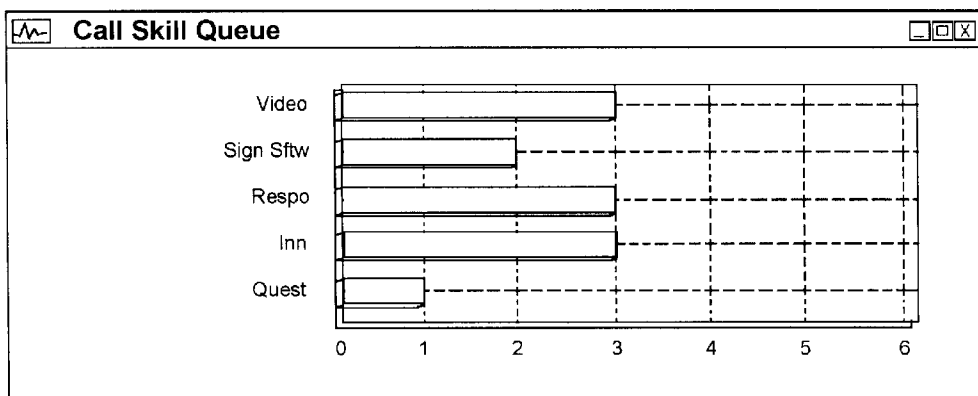 Call Skill Queue
Video
Sign Sftw
Respo
Inn
Quest
0 1 2 3 4 5 6